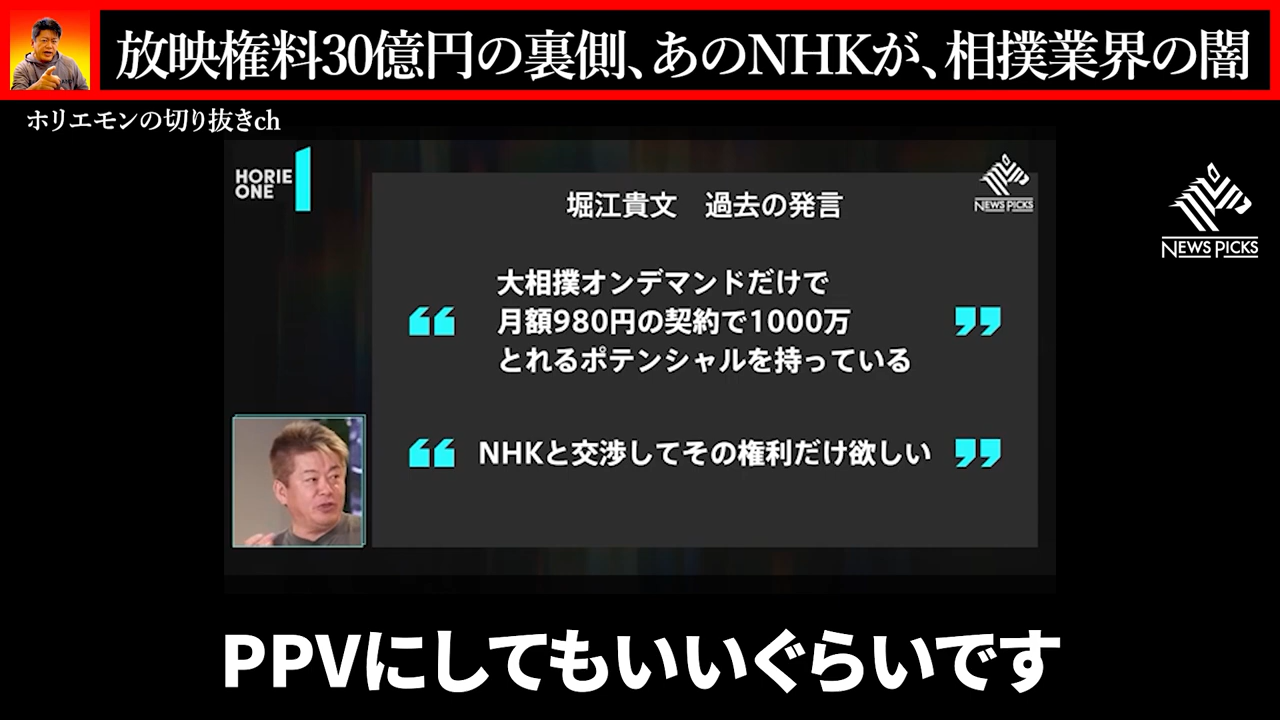 放映権料30億円の裏側、あのNHKが、相撲業界の闇
ホリエモンの切り抜きch
HORIE
ONE
1
NEWS PICKS
NEWS PICKS
堀江貴文 過去の発言
大相撲オンデマンドだけで
月額980円の契約で1000万
とれるポテンシャルを持っている
NHKと交渉してその権利だけ欲しい
PPVにしてもいいぐらいです